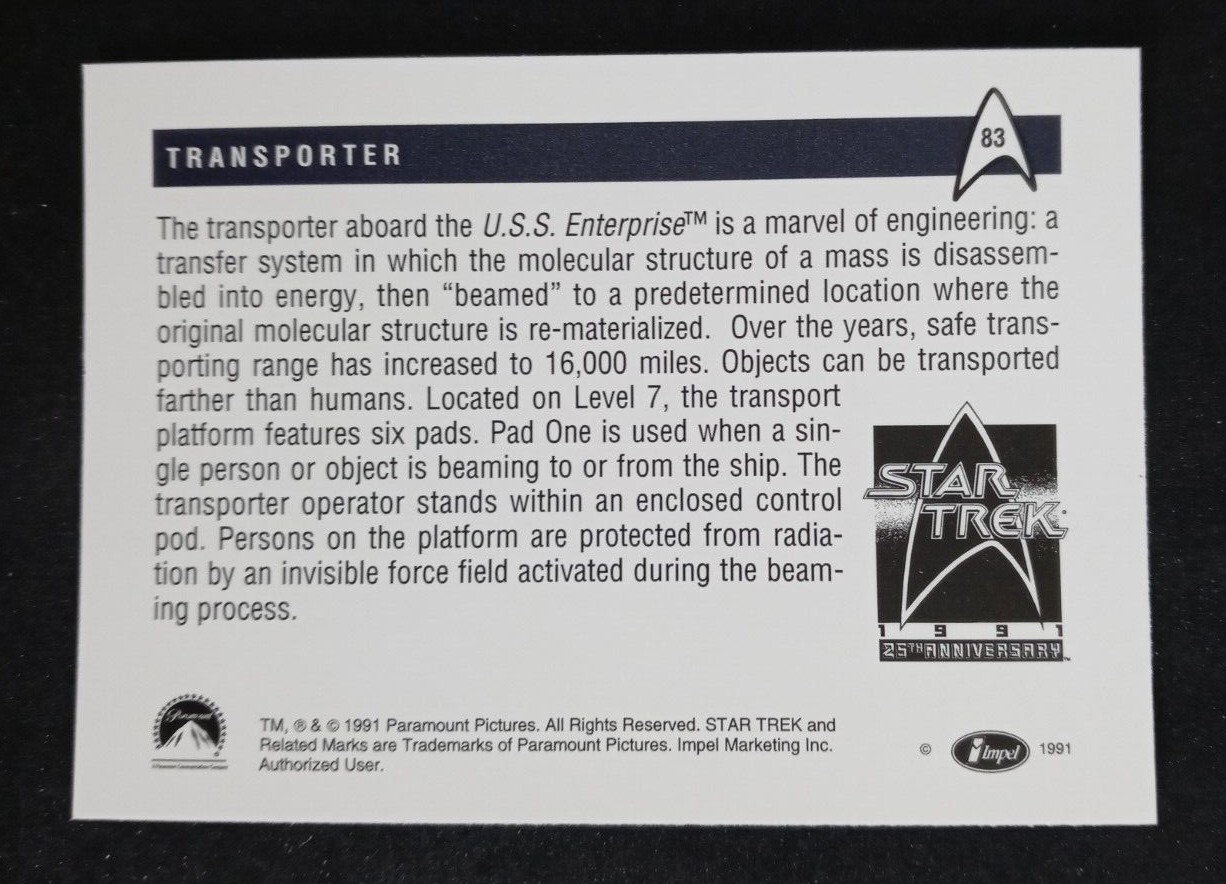 TRANSPORTER
83
The transporter aboard the U.S.S. Enterprise™ is a marvel of engineering: a
transfer system in which the molecular structure of a mass is disassem-
bled into energy, then “beamed” to a predetermined location where the
original molecular structure is re-materialized. Over the years, safe trans-
porting range has increased to 16,000 miles. Objects can be transported
farther than humans. Located on Level 7, the transport
platform features six pads. Pad One is used when a sin-
gle person or object is beaming to or from the ship. The
transporter operator stands within an enclosed control
pod. Persons on the platform are protected from radia-
tion by an invisible force field activated during the beam-
ing process.
STAR
TREK
1991
25TH ANNIVERSARY™
Paramount
TM, ® & © 1991 Paramount Pictures. All Rights Reserved. STAR TREK and
Related Marks are Trademarks of Paramount Pictures. Impel Marketing Inc.
Authorized User.
© Impel 1991